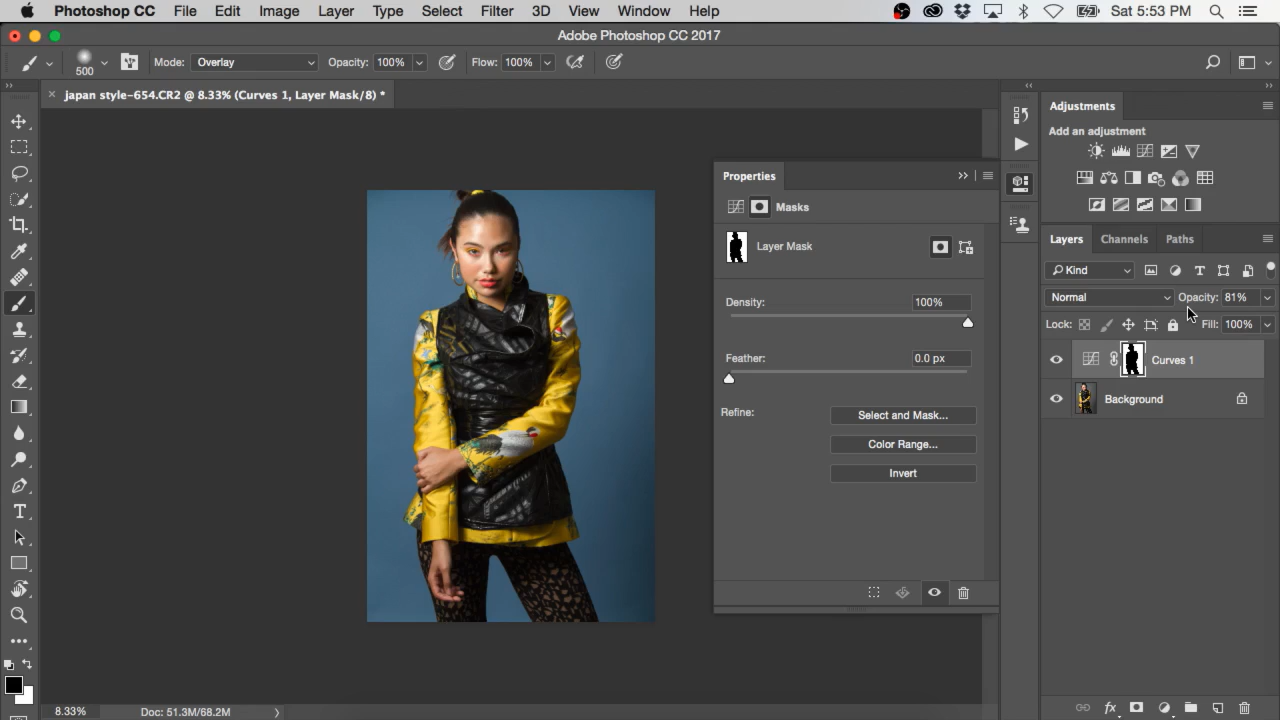 Photoshop CC File Edit Image Layer Type Select Filter 3D View Window Help Sat 5:53 PM
Adobe Photoshop CC 2017
500 Mode: Overlay Opacity: 100% Flow: 100%
japan style-654.CR2 @ 8.33% (Curves 1, Layer Mask/8) *
Adjustments
Add an adjustment
Properties
Masks
Layer Mask
Density: 100%
Feather: 0.0 px
Refine: Select and Mask...
Color Range...
Invert
Layers Channels Paths
Kind
Normal Opacity: 81%
Lock: Fill: 100%
Curves 1
Background
8.33% Doc: 51.3M/68.2M